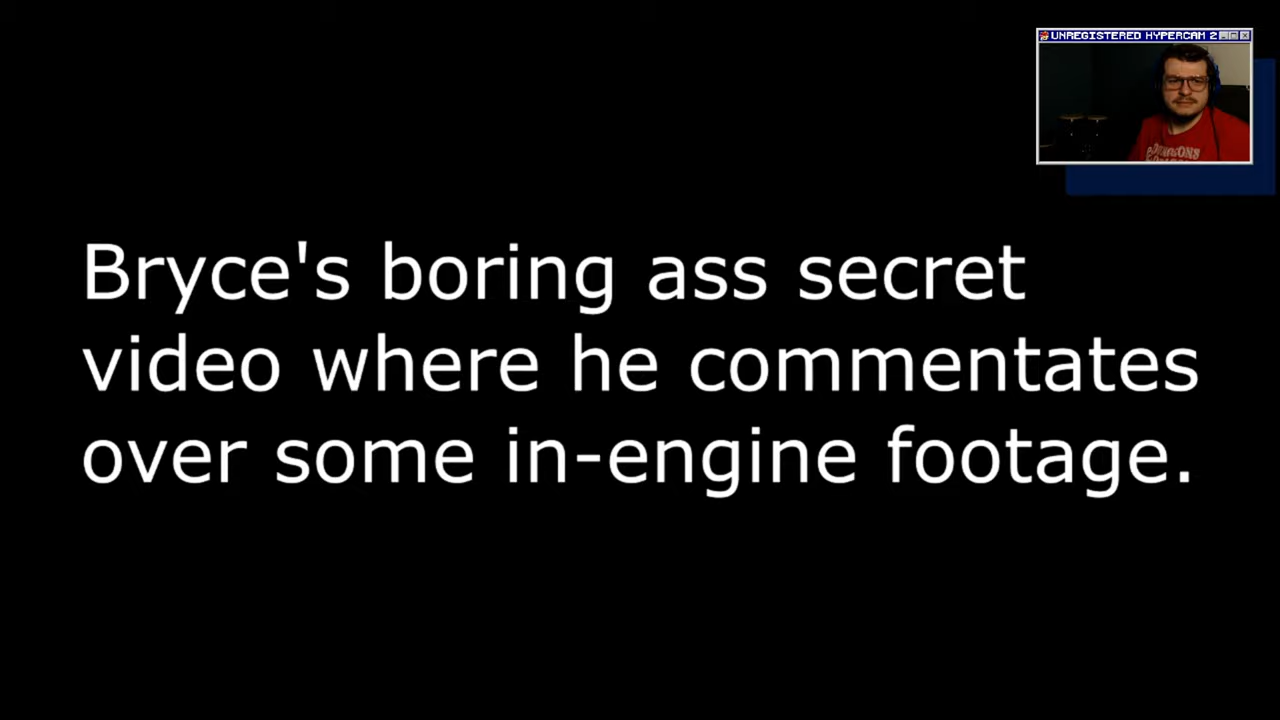 UNREGISTERED HYPERCAM 2
Bryce's boring ass secret
video where he commentates
over some in-engine footage.